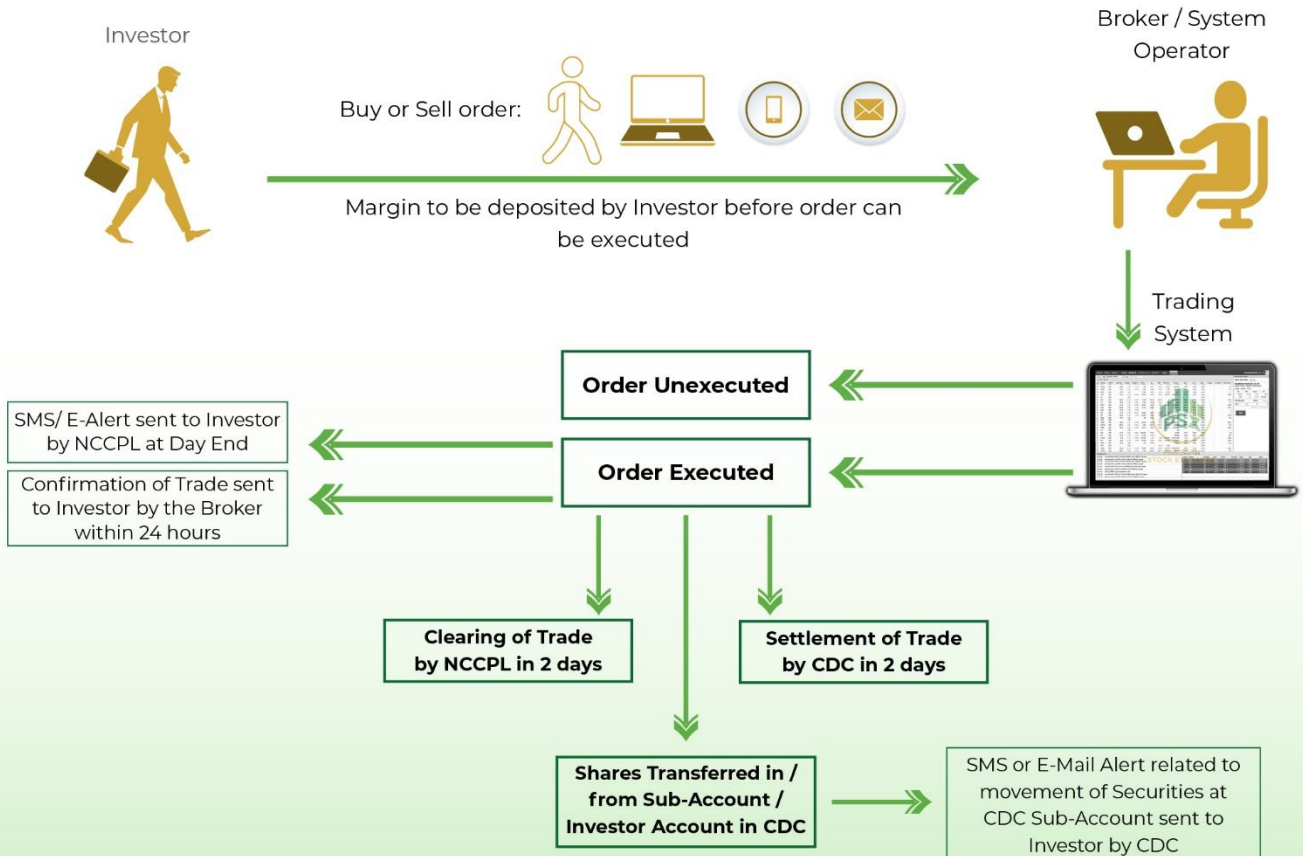 Investor
Broker / System
Operator
Buy or Sell order:
Margin to be deposited by Investor before order can
be executed
Trading
System
Order Unexecuted
SMS/ E-Alert sent to Investor
by NCCPL at Day End
Order Executed
Confirmation of Trade sent
to Investor by the Broker
within 24 hours
Clearing of Trade
by NCCPL in 2 days
Settlement of Trade
by CDC in 2 days
Shares Transferred in /
from Sub-Account /
Investor Account in CDC
SMS or E-Mail Alert related to
movement of Securities at
CDC Sub-Account sent to
Investor by CDC